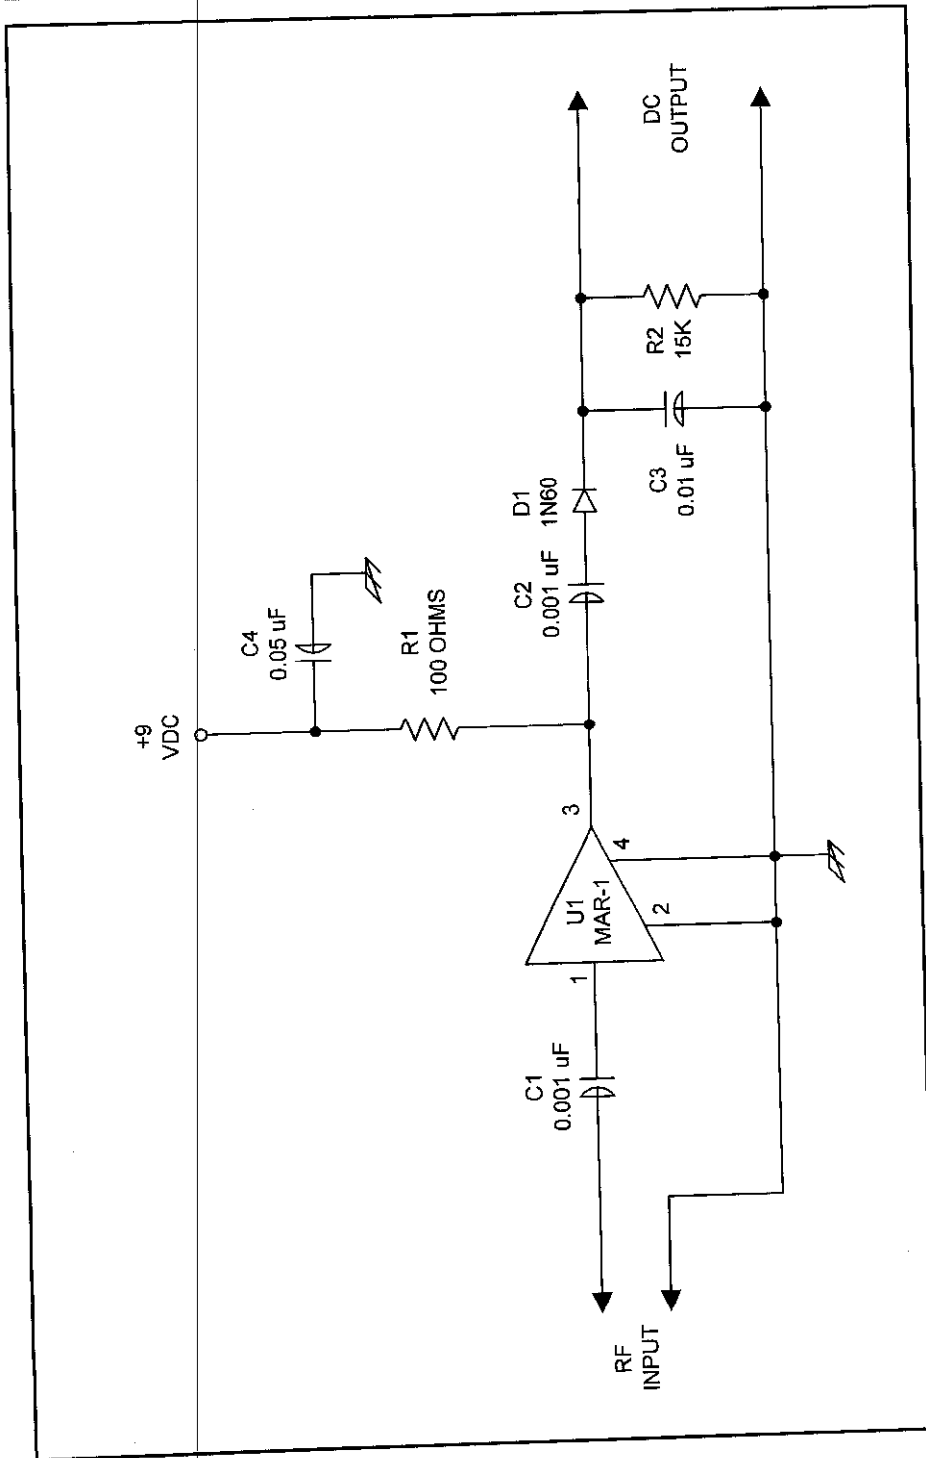 +9
VDC
C4
0.05 uF
R1
100 OHMS
C2
0.001 uF
D1
1N60
DC
OUTPUT
R2
15K
C3
0.01 uF
3
4
U1
MAR-1
2
1
C1
0.001 uF
RF
INPUT